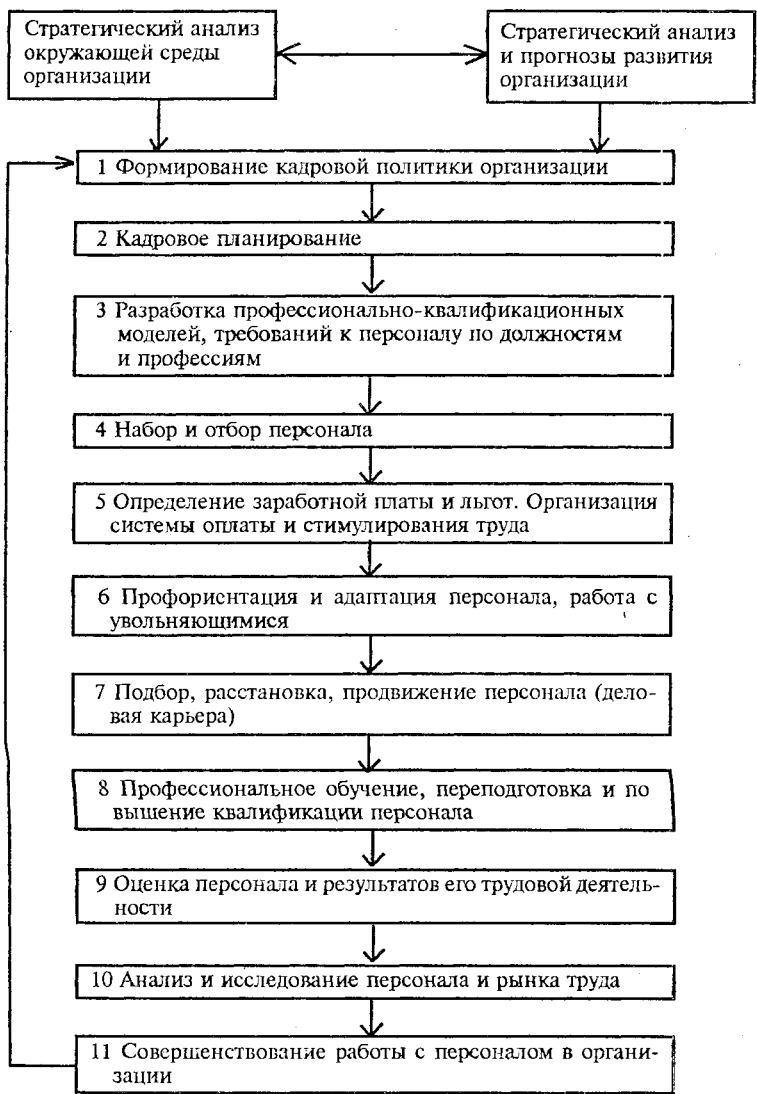 Стратегический анализ
окружающей среды
организации
Стратегический анализ
и прогнозы развития
организации
1 Формирование кадровой политики организации
2 Кадровое планирование
3 Разработка профессионально-квалификационных
моделей, требований к персоналу по должностям
и профессиям
4 Набор и отбор персонала
5 Определение заработной платы и льгот. Организация
системы оплаты и стимулирования труда
6 Профориентация и адаптация персонала, работа с
увольняющимися
7 Подбор, расстановка, продвижение персонала (дело-
вая карьера)
8 Профессиональное обучение, переподготовка и по
вышение квалификации персонала
9 Оценка персонала и результатов его трудовой деятель-
ности
10 Анализ и исследование персонала и рынка труда
11 Совершенствование работы с персоналом в органи-
зации